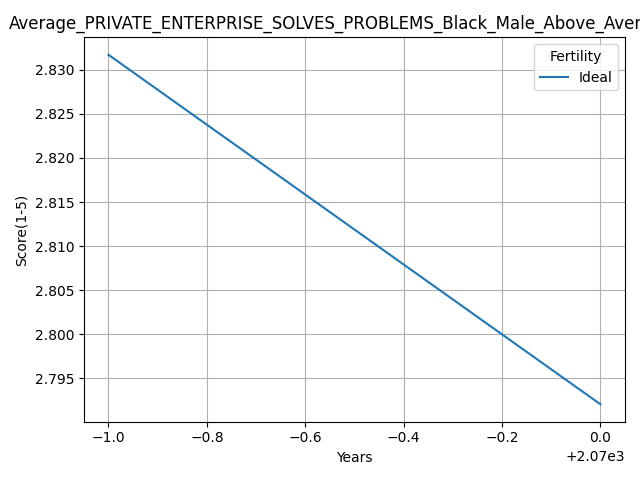 Average_PRIVATE_ENTERPRISE_SOLVES_PROBLEMS_Black_Male_Above_Aver
Fertility
Ideal
2.830
2.825
2.820
2.815
2.810
2.805
2.800
2.795
Score(1-5)
−1.0 −0.8 −0.6 −0.4 −0.2 0.0
+2.07e3
Years